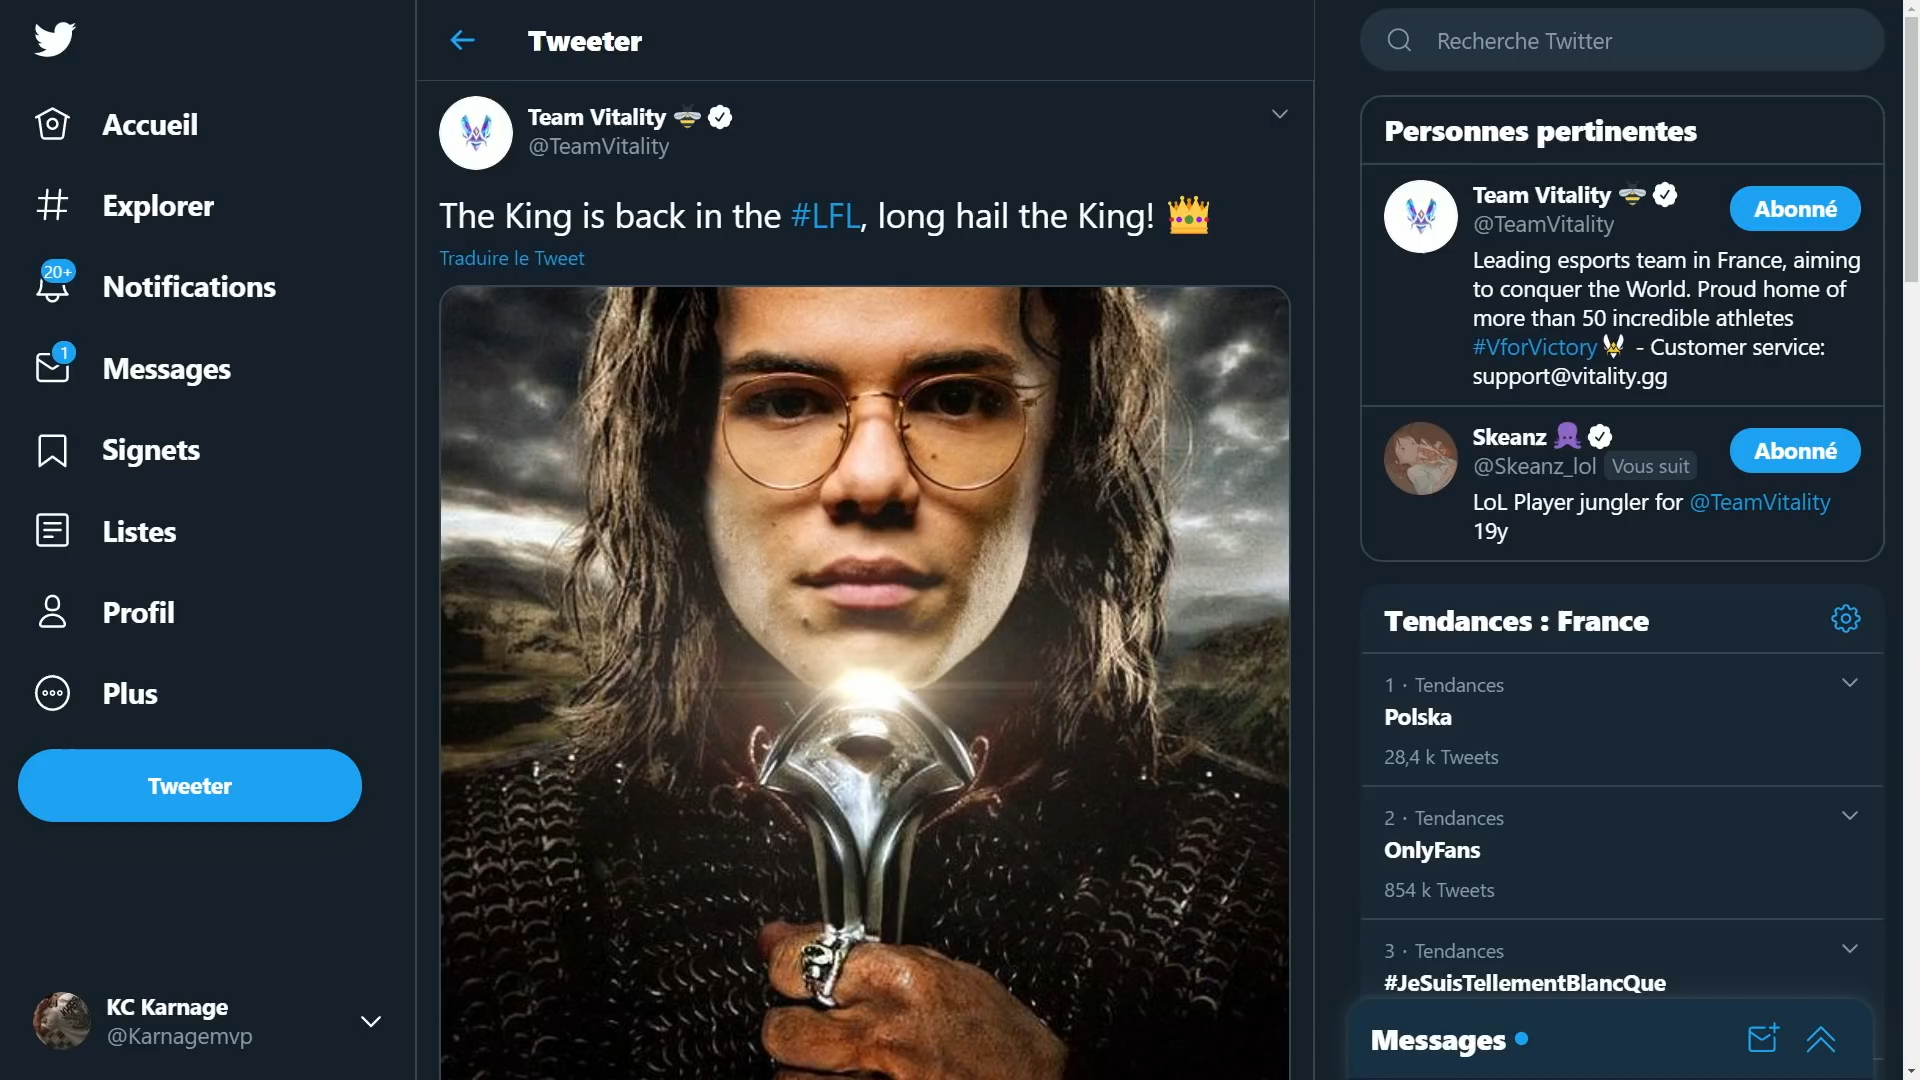 Accueil
Explorer
20+
Notifications
1
Messages
Signets
Listes
Profil
Plus
Tweeter
KC Karnage
@Karnagemvp
Tweeter
Team Vitality
@TeamVitality
The King is back in the #LFL, long hail the King!
Traduire le Tweet
Recherche Twitter
Personnes pertinentes
Team Vitality
@TeamVitality
Abonné
Leading esports team in France, aiming
to conquer the World. Proud home of
more than 50 incredible athletes
#VforVictory - Customer service:
support@vitality.gg
Skeanz
@Skeanz_lol Vous suit
Abonné
LoL Player jungler for @TeamVitality
19y
Tendances : France
1 · Tendances
Polska
28,4 k Tweets
2 · Tendances
OnlyFans
854 k Tweets
3 · Tendances
#JeSuisTellementBlancQue
Messages